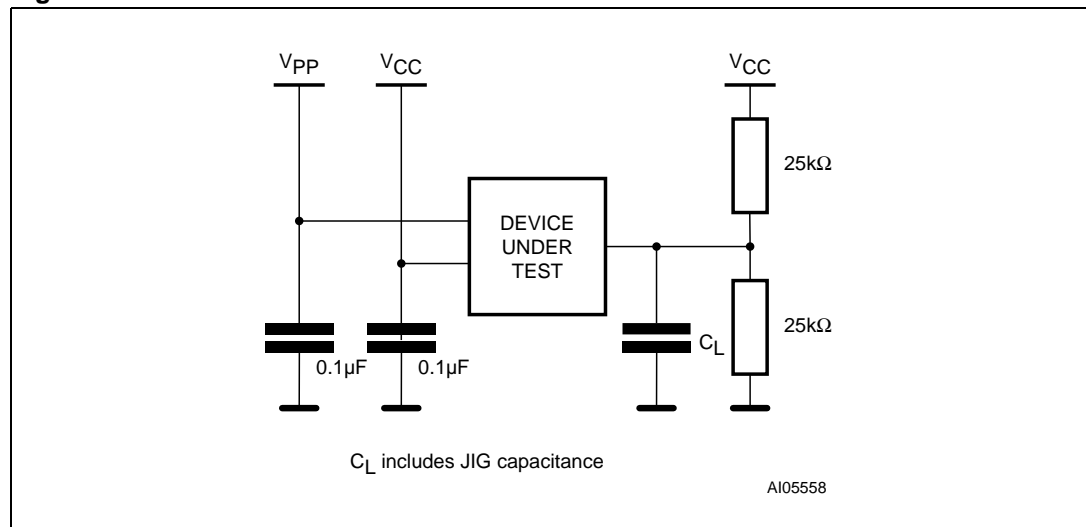 VPP
VCC
VCC
25kΩ
DEVICE
UNDER
TEST
25kΩ
CL
0.1µF
0.1µF
CL includes JIG capacitance
AI05558